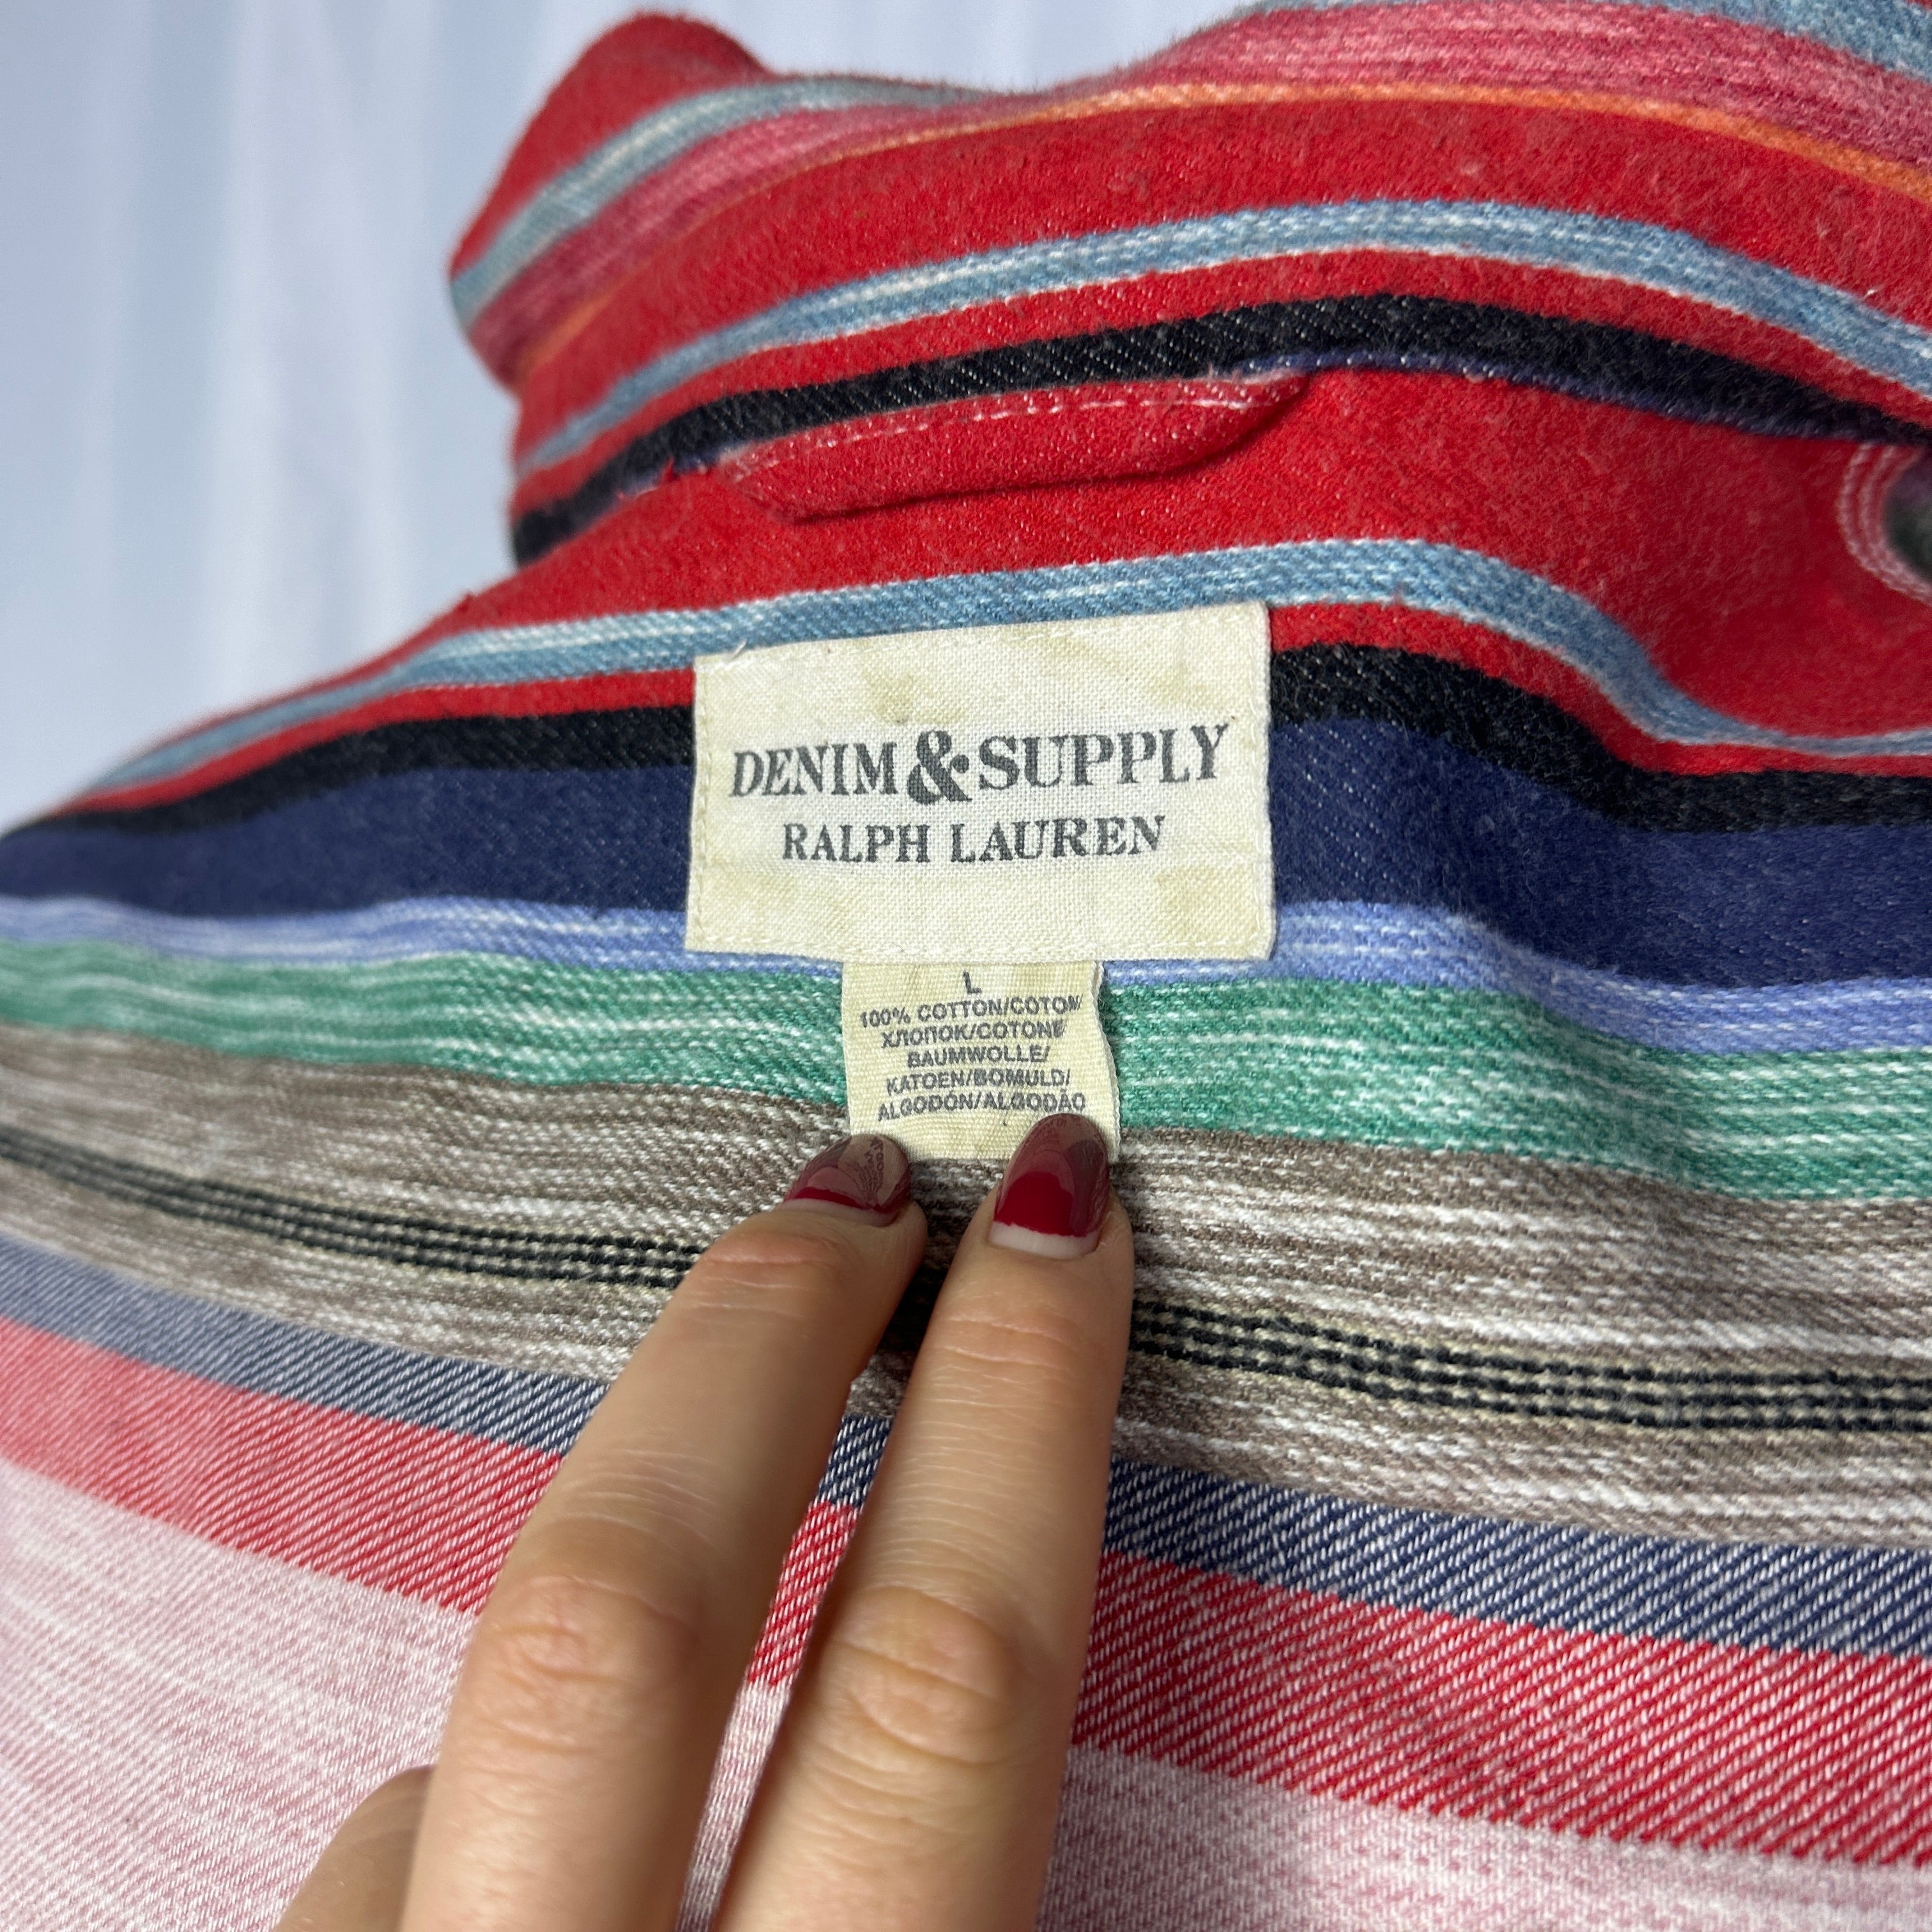 DENIM&SUPPLY
RALPH LAUREN
L
100% COTTON/COTON/
ХЛОПОК/COTONE/
BAUMWOLLE/
KATOEN/BOMULD/
ALGODÓN/ALGODÃO